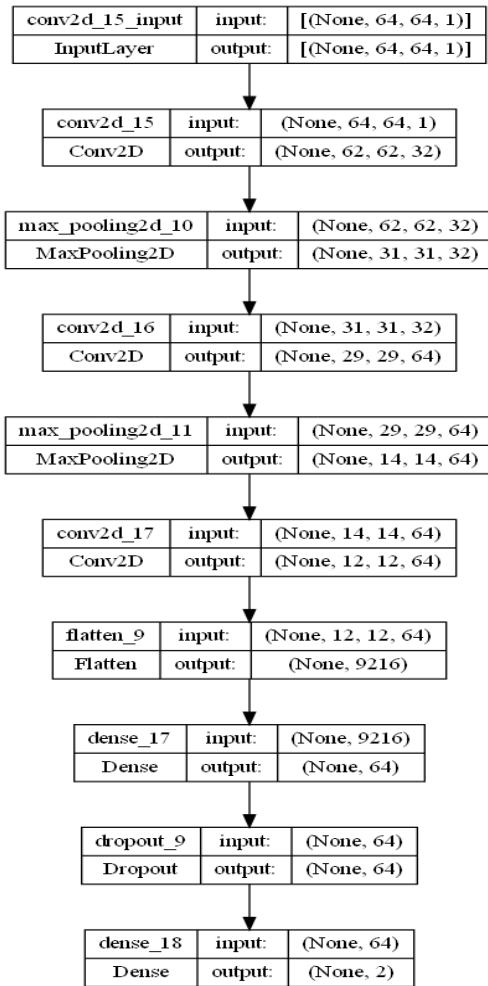 conv2d_15_input input: [(None, 64, 64, 1)]
InputLayer output: [(None, 64, 64, 1)]
conv2d_15 input: (None, 64, 64, 1)
Conv2D output: (None, 62, 62, 32)
max_pooling2d_10 input: (None, 62, 62, 32)
MaxPooling2D output: (None, 31, 31, 32)
conv2d_16 input: (None, 31, 31, 32)
Conv2D output: (None, 29, 29, 64)
max_pooling2d_11 input: (None, 29, 29, 64)
MaxPooling2D output: (None, 14, 14, 64)
conv2d_17 input: (None, 14, 14, 64)
Conv2D output: (None, 12, 12, 64)
flatten_9 input: (None, 12, 12, 64)
Flatten output: (None, 9216)
dense_17 input: (None, 9216)
Dense output: (None, 64)
dropout_9 input: (None, 64)
Dropout output: (None, 64)
dense_18 input: (None, 64)
Dense output: (None, 2)